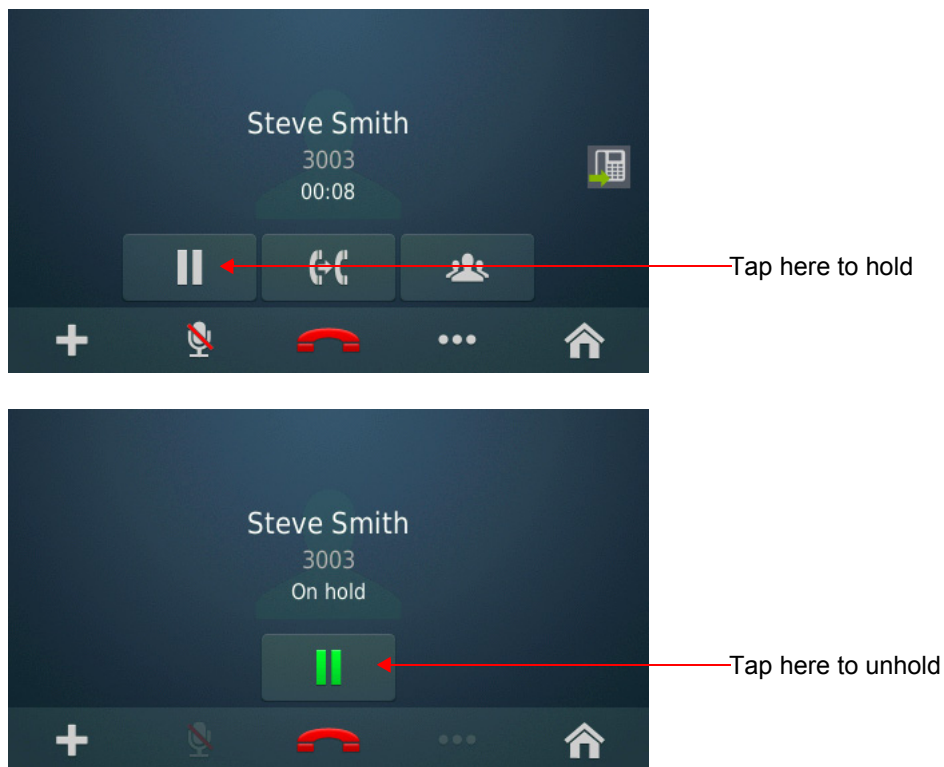 Steve Smith
3003
00:08
Tap here to hold
Steve Smith
3003
On hold
Tap here to unhold